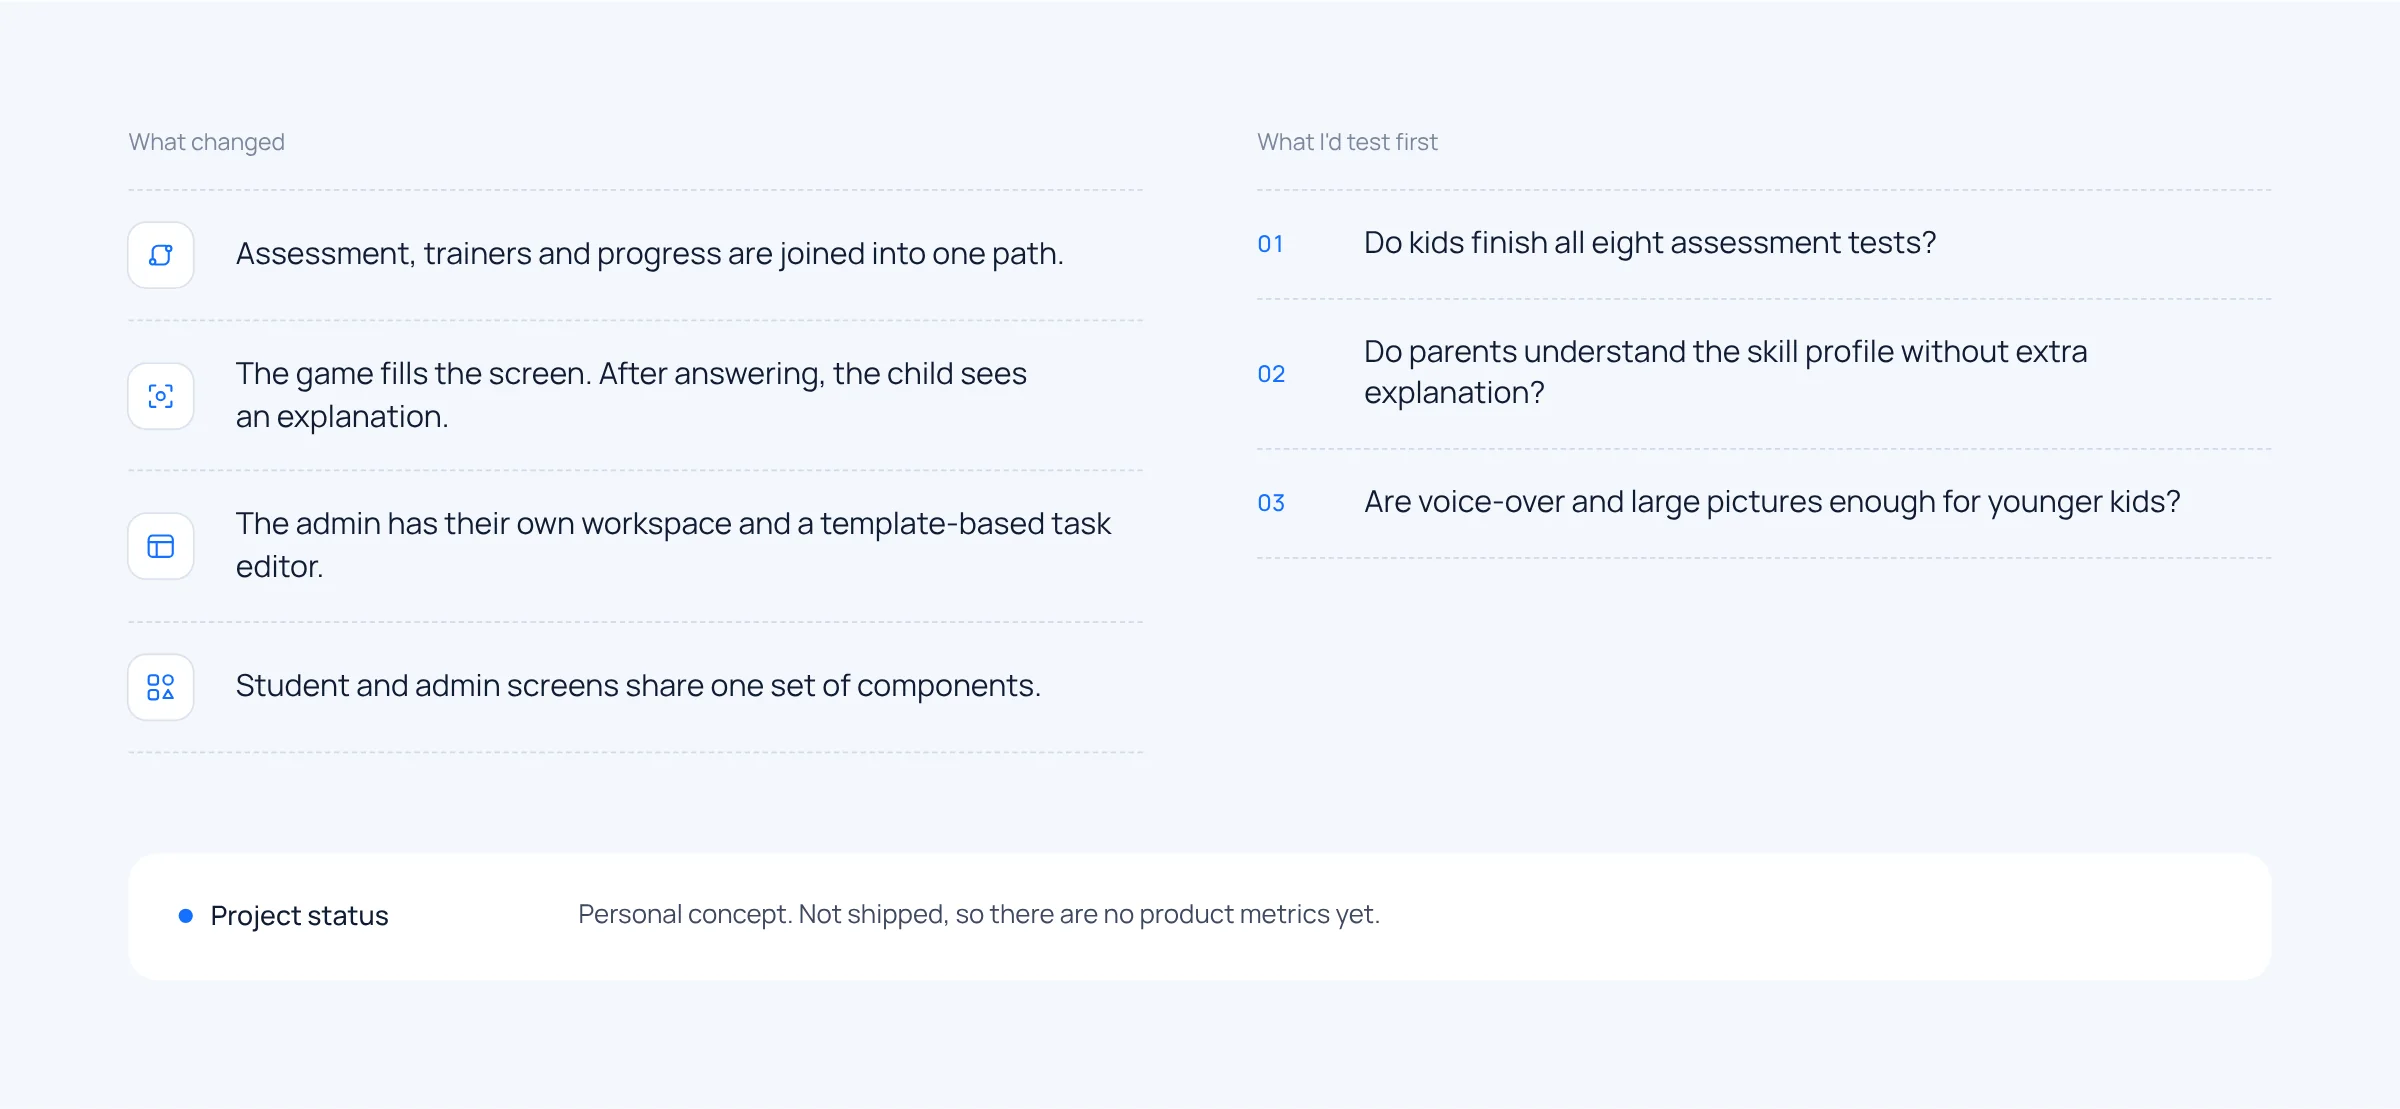 What changed
Assessment, trainers and progress are joined into one path.
The game fills the screen. After answering, the child sees
an explanation.
The admin has their own workspace and a template-based task
editor.
Student and admin screens share one set of components.
What I'd test first
01
Do kids finish all eight assessment tests?
02
Do parents understand the skill profile without extra
explanation?
03
Are voice-over and large pictures enough for younger kids?
Project status
Personal concept. Not shipped, so there are no product metrics yet.